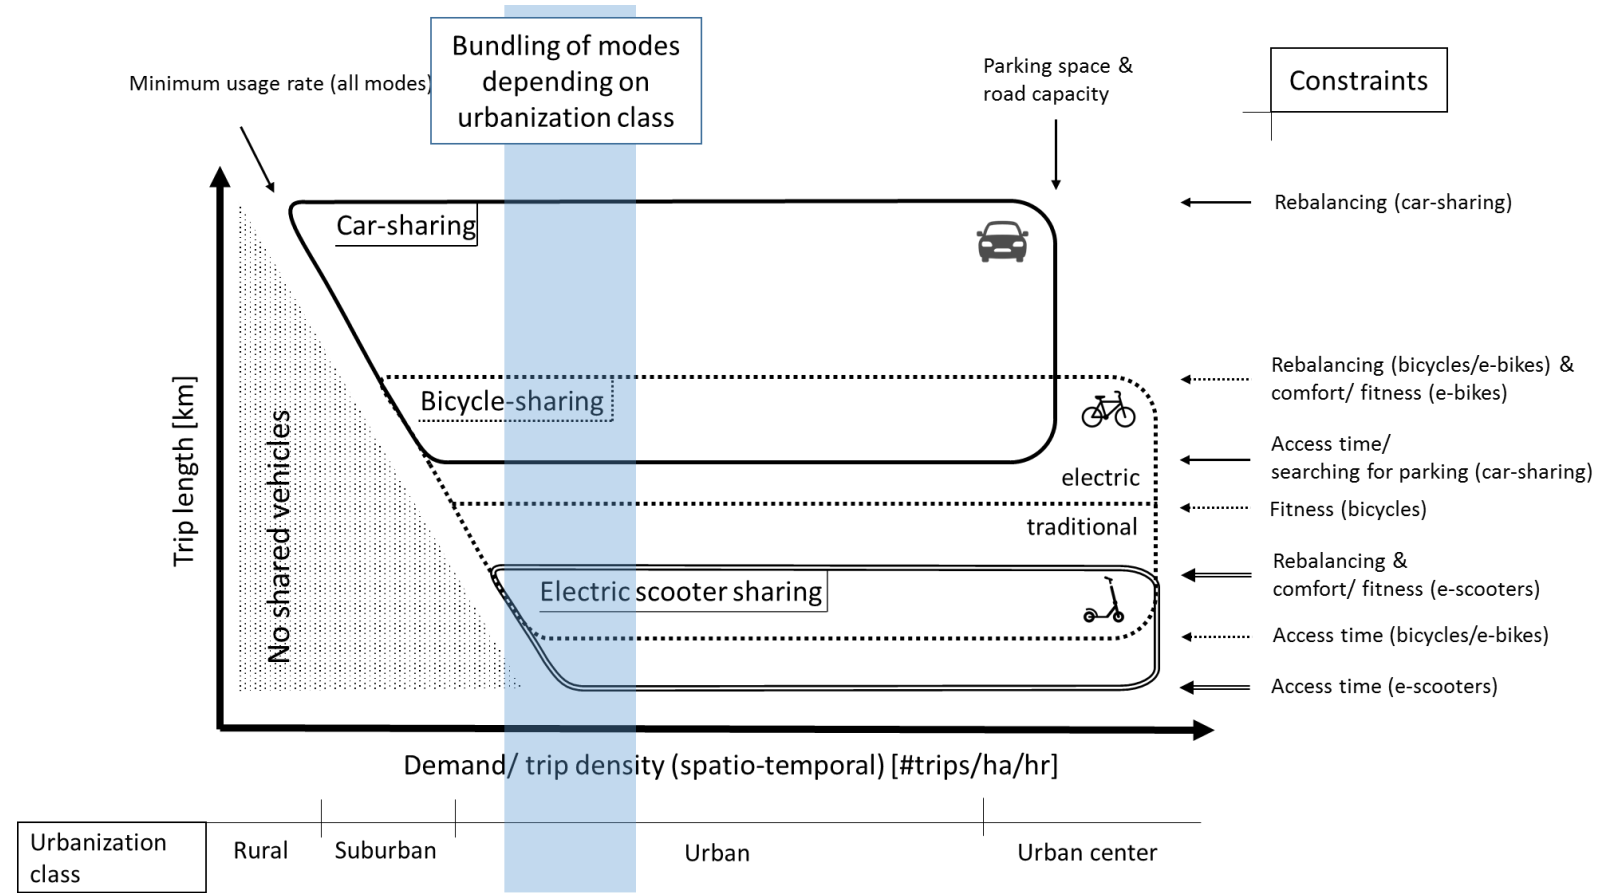 Bundling of modes
depending on
urbanization class
Minimum usage rate (all modes)
Parking space &
road capacity
Constraints
Car-sharing
Rebalancing (car-sharing)
Bicycle-sharing
Rebalancing (bicycles/e-bikes) &
comfort/ fitness (e-bikes)
Access time/
searching for parking (car-sharing)
electric
Fitness (bicycles)
traditional
Rebalancing &
comfort/ fitness (e-scooters)
Electric scooter sharing
Access time (bicycles/e-bikes)
Access time (e-scooters)
Trip length [km]
No shared vehicles
Demand/ trip density (spatio-temporal) [#trips/ha/hr]
Urbanization
class
Rural
Suburban
Urban
Urban center